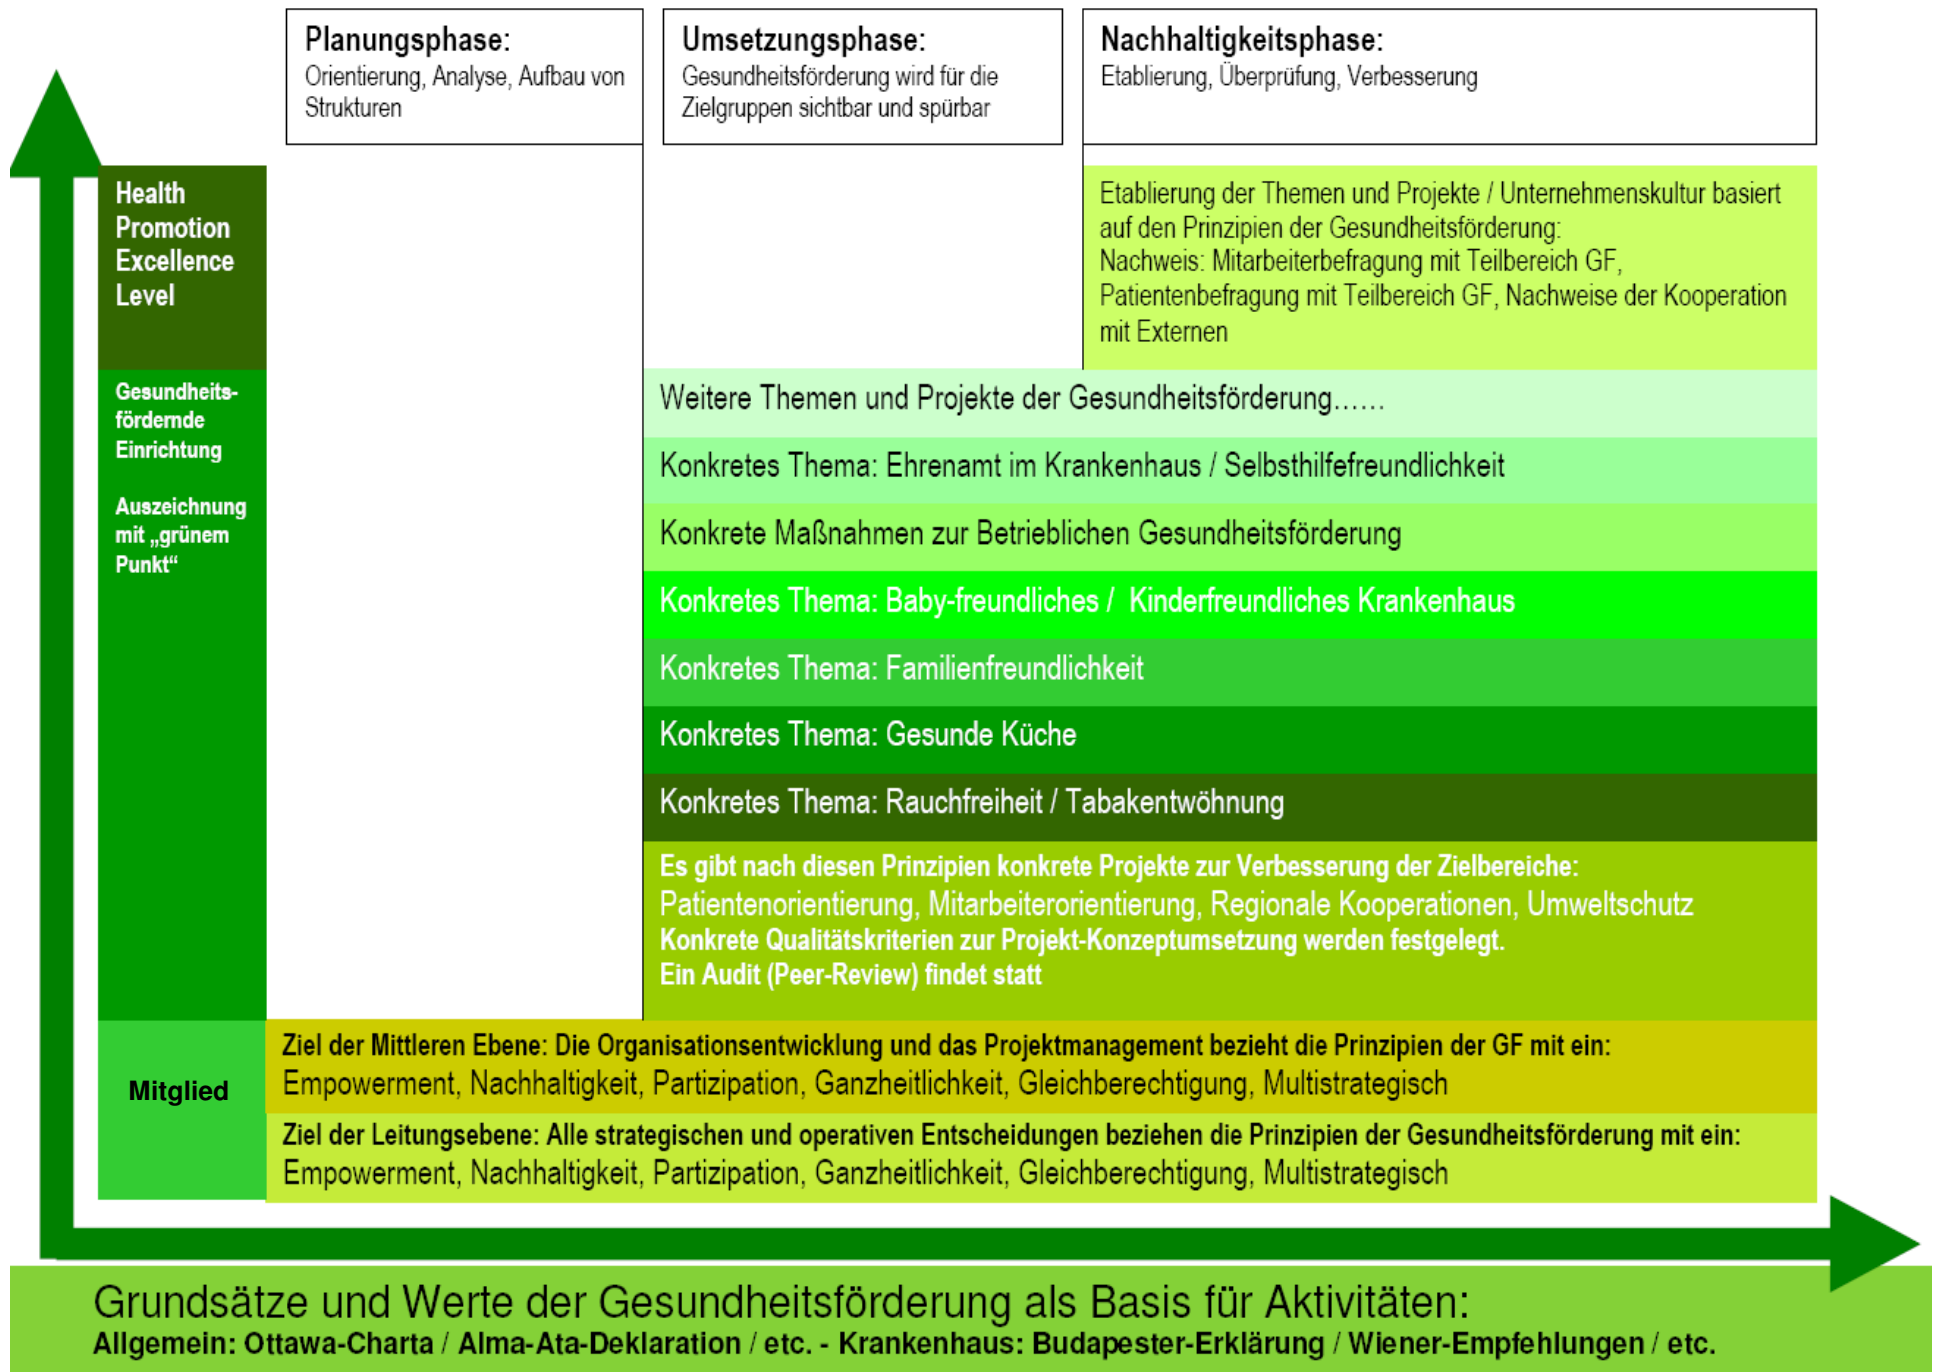 Planungsphase:
Orientierung, Analyse, Aufbau von
Strukturen
Umsetzungsphase:
Gesundheitsförderung wird für die
Zielgruppen sichtbar und spürbar
Nachhaltigkeitsphase:
Etablierung, Überprüfung, Verbesserung
Health
Promotion
Excellence
Level
Etablierung der Themen und Projekte / Unternehmenskultur basiert
auf den Prinzipien der Gesundheitsförderung:
Nachweis: Mitarbeiterbefragung mit Teilbereich GF,
Patientenbefragung mit Teilbereich GF, Nachweise der Kooperation
mit Externen
Gesundheits-
fördernde
Einrichtung
Auszeichnung
mit „grünem
Punkt“
Weitere Themen und Projekte der Gesundheitsförderung……
Konkretes Thema: Ehrenamt im Krankenhaus / Selbsthilfefreundlichkeit
Konkrete Maßnahmen zur Betrieblichen Gesundheitsförderung
Konkretes Thema: Baby-freundliches / Kinderfreundliches Krankenhaus
Konkretes Thema: Familienfreundlichkeit
Konkretes Thema: Gesunde Küche
Konkretes Thema: Rauchfreiheit / Tabakentwöhnung
Es gibt nach diesen Prinzipien konkrete Projekte zur Verbesserung der Zielbereiche:
Patientenorientierung, Mitarbeiterorientierung, Regionale Kooperationen, Umweltschutz
Konkrete Qualitätskriterien zur Projekt-Konzeptumsetzung werden festgelegt.
Ein Audit (Peer-Review) findet statt
Mitglied
Ziel der Mittleren Ebene: Die Organisationsentwicklung und das Projektmanagement bezieht die Prinzipien der GF mit ein:
Empowerment, Nachhaltigkeit, Partizipation, Ganzheitlichkeit, Gleichberechtigung, Multistrategisch
Ziel der Leitungsebene: Alle strategischen und operativen Entscheidungen beziehen die Prinzipien der Gesundheitsförderung mit ein:
Empowerment, Nachhaltigkeit, Partizipation, Ganzheitlichkeit, Gleichberechtigung, Multistrategisch
Grundsätze und Werte der Gesundheitsförderung als Basis für Aktivitäten:
Allgemein: Ottawa-Charta / Alma-Ata-Deklaration / etc. - Krankenhaus: Budapester-Erklärung / Wiener-Empfehlungen / etc.